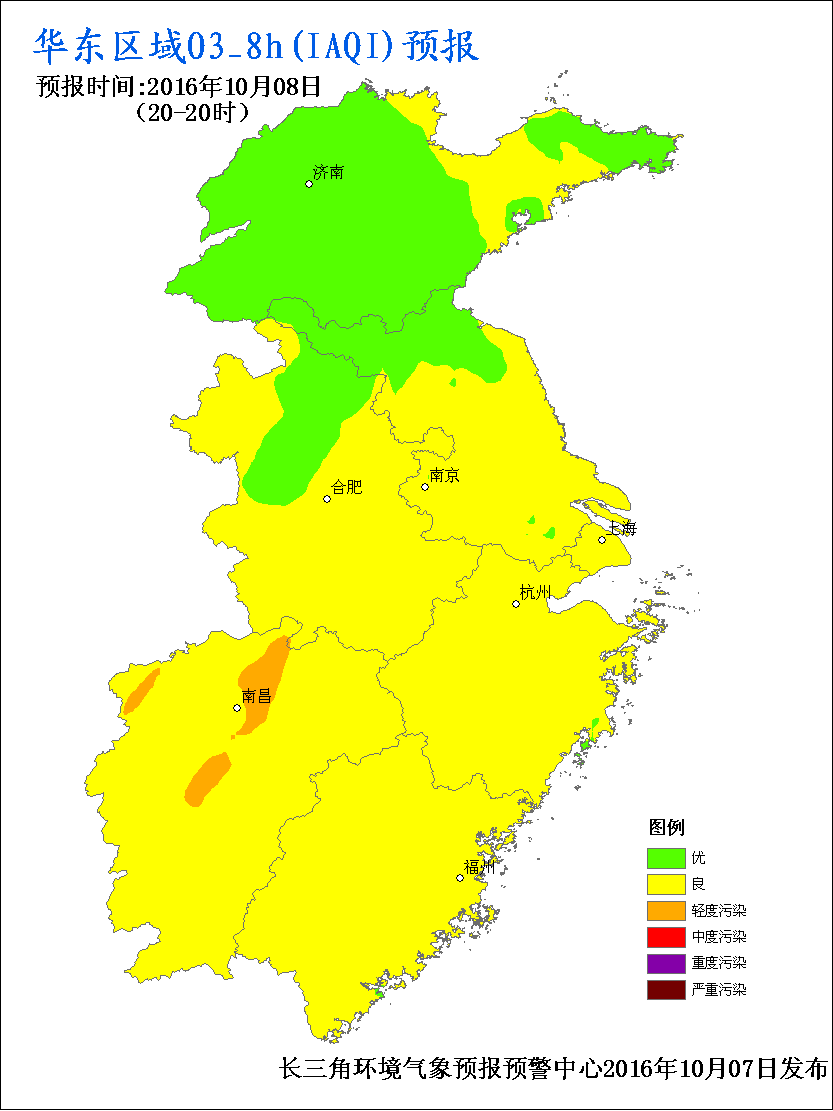 华东区域O3_8h(IAQI)预报
预报时间:2016年10月08日
(20-20时)
济南
合肥
南京
上海
杭州
南昌
福州
图例
优
良
轻度污染
中度污染
重度污染
严重污染
长三角环境气象预报预警中心2016年10月07日发布